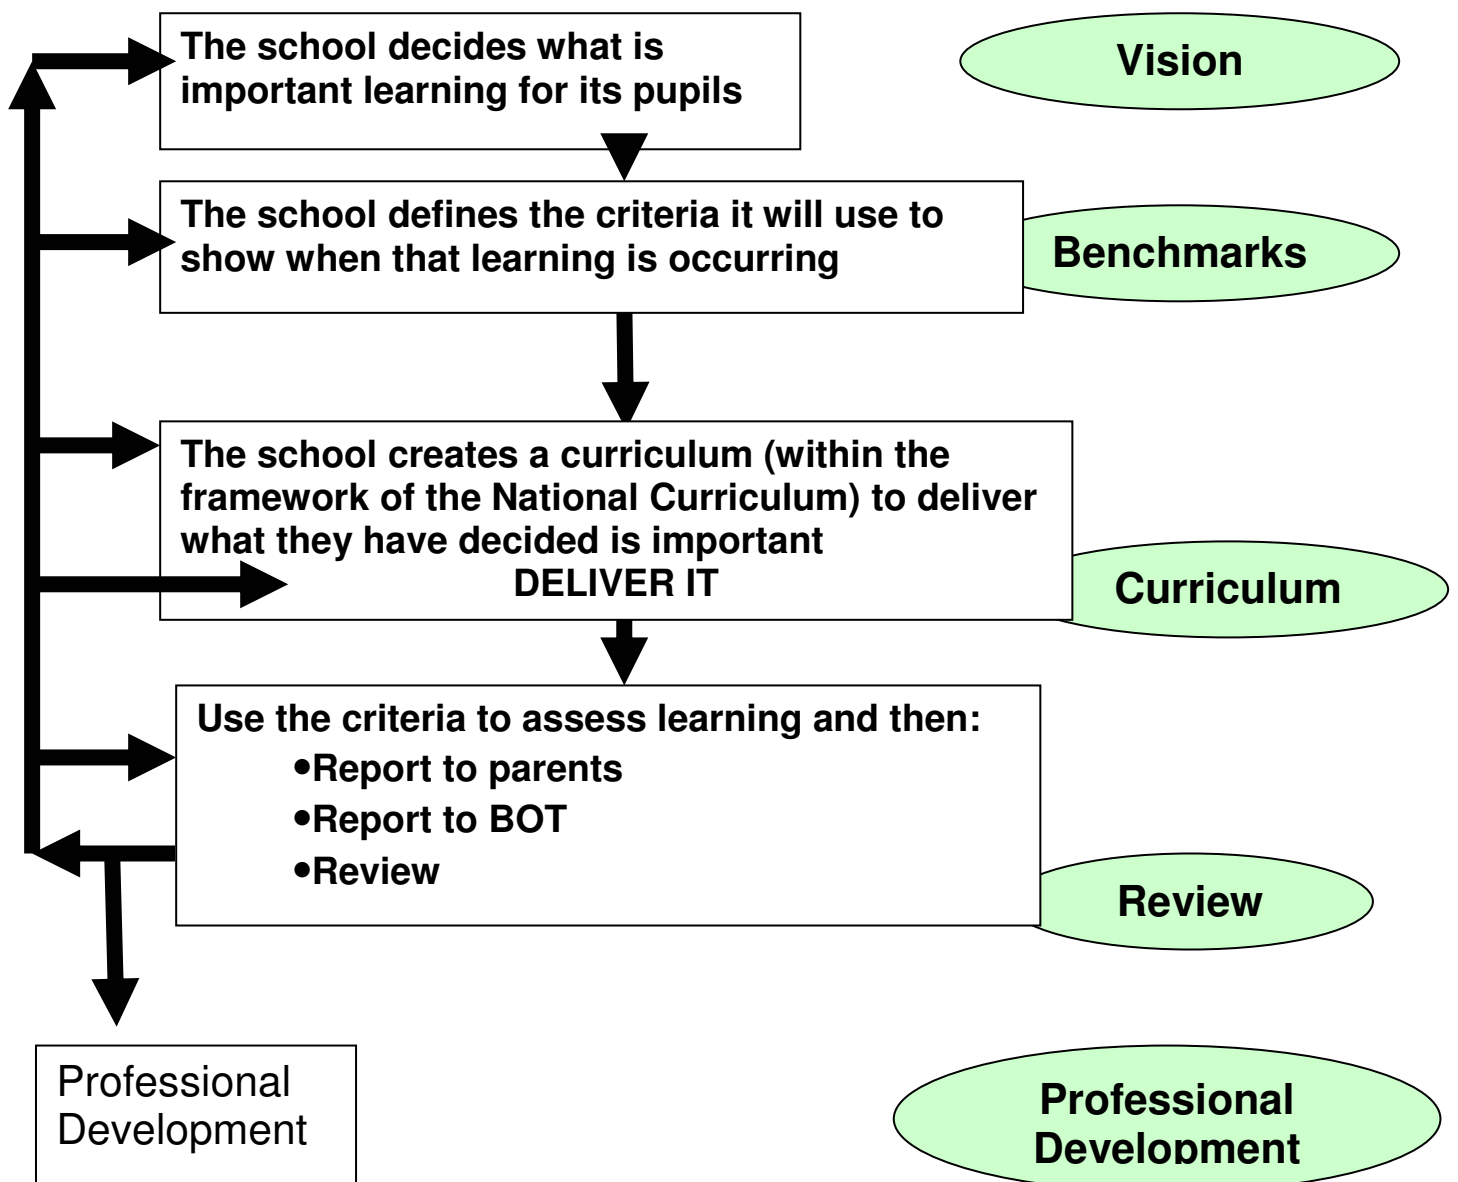 The school decides what is
important learning for its pupils
Vision
The school defines the criteria it will use to
show when that learning is occurring
Benchmarks
The school creates a curriculum (within the
framework of the National Curriculum) to deliver
what they have decided is important
DELIVER IT
Curriculum
Use the criteria to assess learning and then:
•Report to parents
•Report to BOT
•Review
Review
Professional
Development
Professional
Development